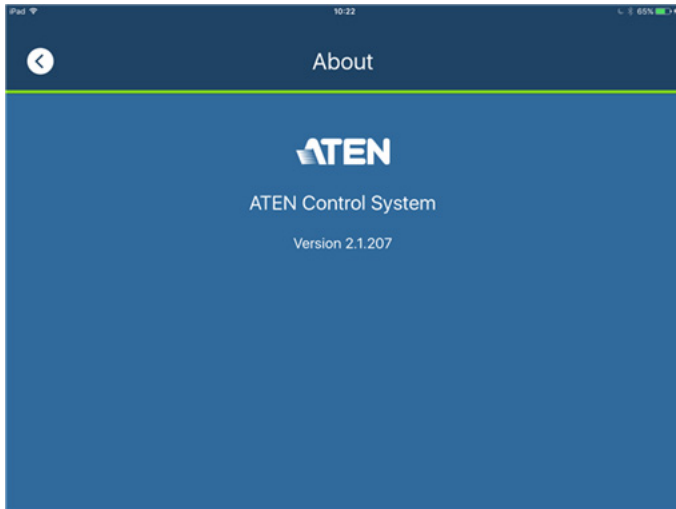 iPad 10:22 65%
About
ATEN
ATEN Control System
Version 2.1.207